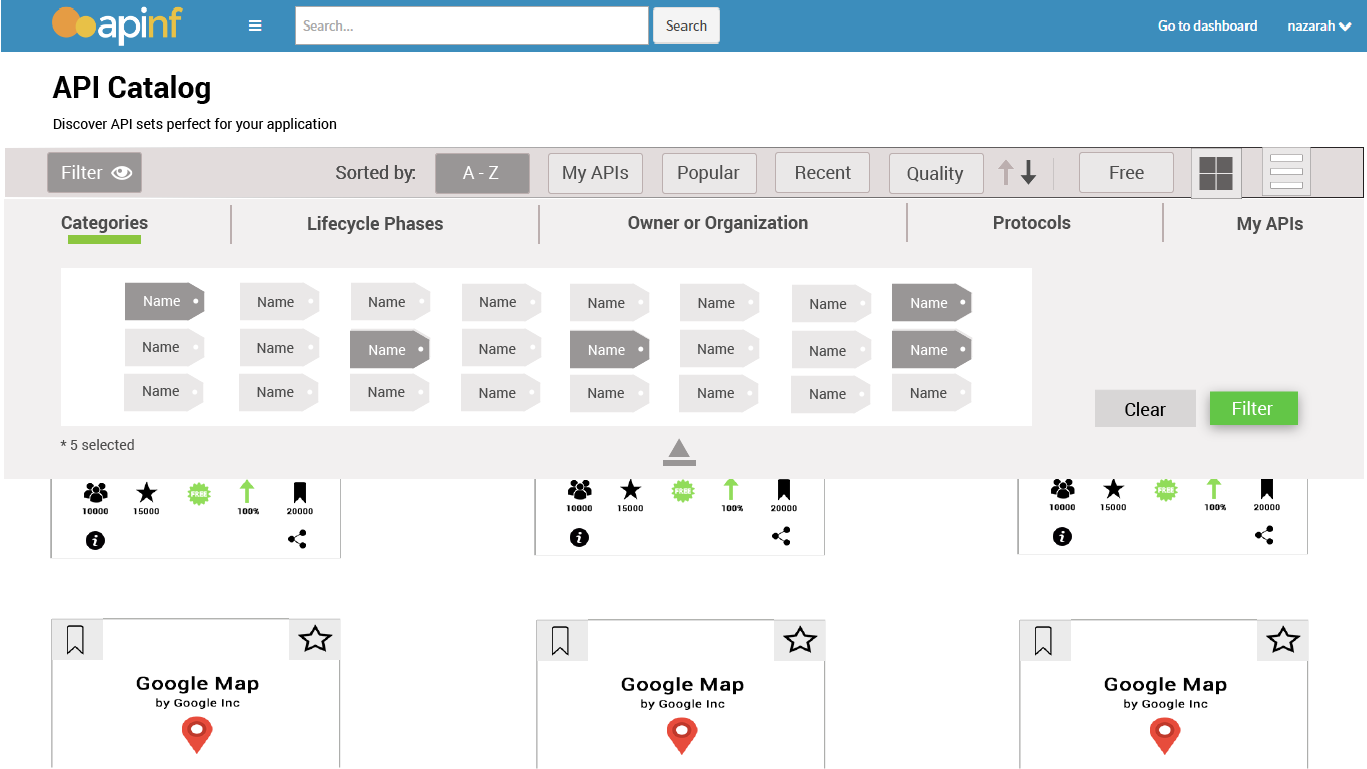 apinf
Search...
Search
Go to dashboard
nazarah
API Catalog
Discover API sets perfect for your application
Filter
Sorted by:
A - Z
My APIs
Popular
Recent
Quality
Free
Categories
Lifecycle Phases
Owner or Organization
Protocols
My APIs
Name Name Name Name Name Name Name Name
Name Name Name Name Name Name Name Name
Name Name Name Name Name Name Name Name
Clear
Filter
* 5 selected
FREE FREE FREE
10000 15000 100% 20000 10000 15000 100% 20000 10000 15000 100% 20000
Google Map Google Map Google Map
by Google Inc by Google Inc by Google Inc